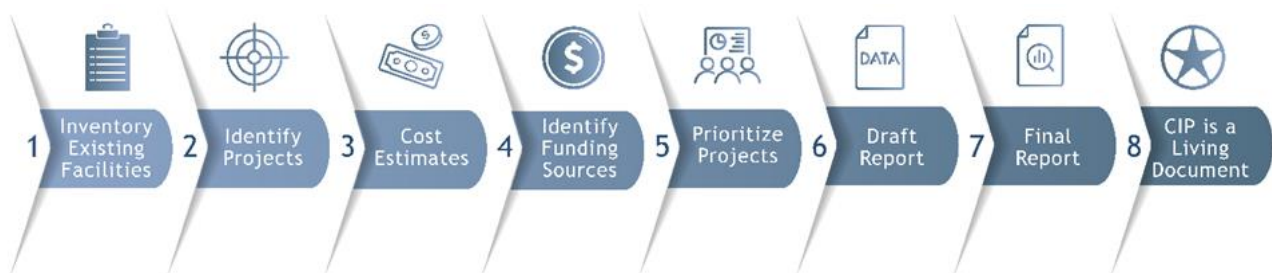 1
Inventory
Existing
Facilities
2
Identify
Projects
3
Cost
Estimates
$
4
Identify
Funding
Sources
$
5
Prioritize
Projects
6
DATA
Draft
Report
7
Final
Report
8
CIP is a
Living
Document